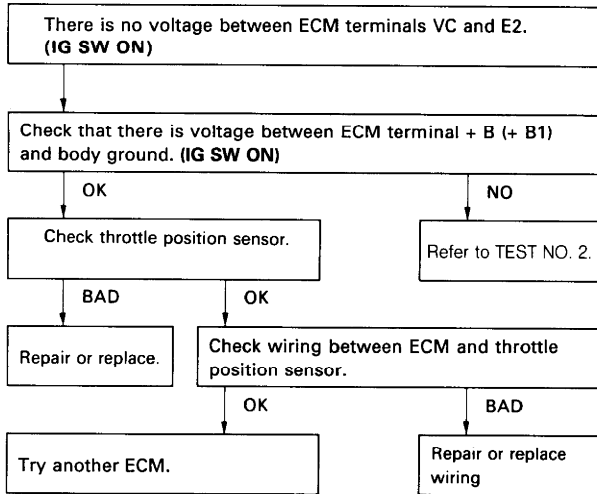 There is no voltage between ECM terminals VC and E2.
(IG SW ON)
Check that there is voltage between ECM terminal + B (+ B1)
and body ground. (IG SW ON)
OK
NO
Check throttle position sensor.
Refer to TEST NO. 2.
BAD
OK
Repair or replace.
Check wiring between ECM and throttle
position sensor.
OK
BAD
Try another ECM.
Repair or replace
wiring